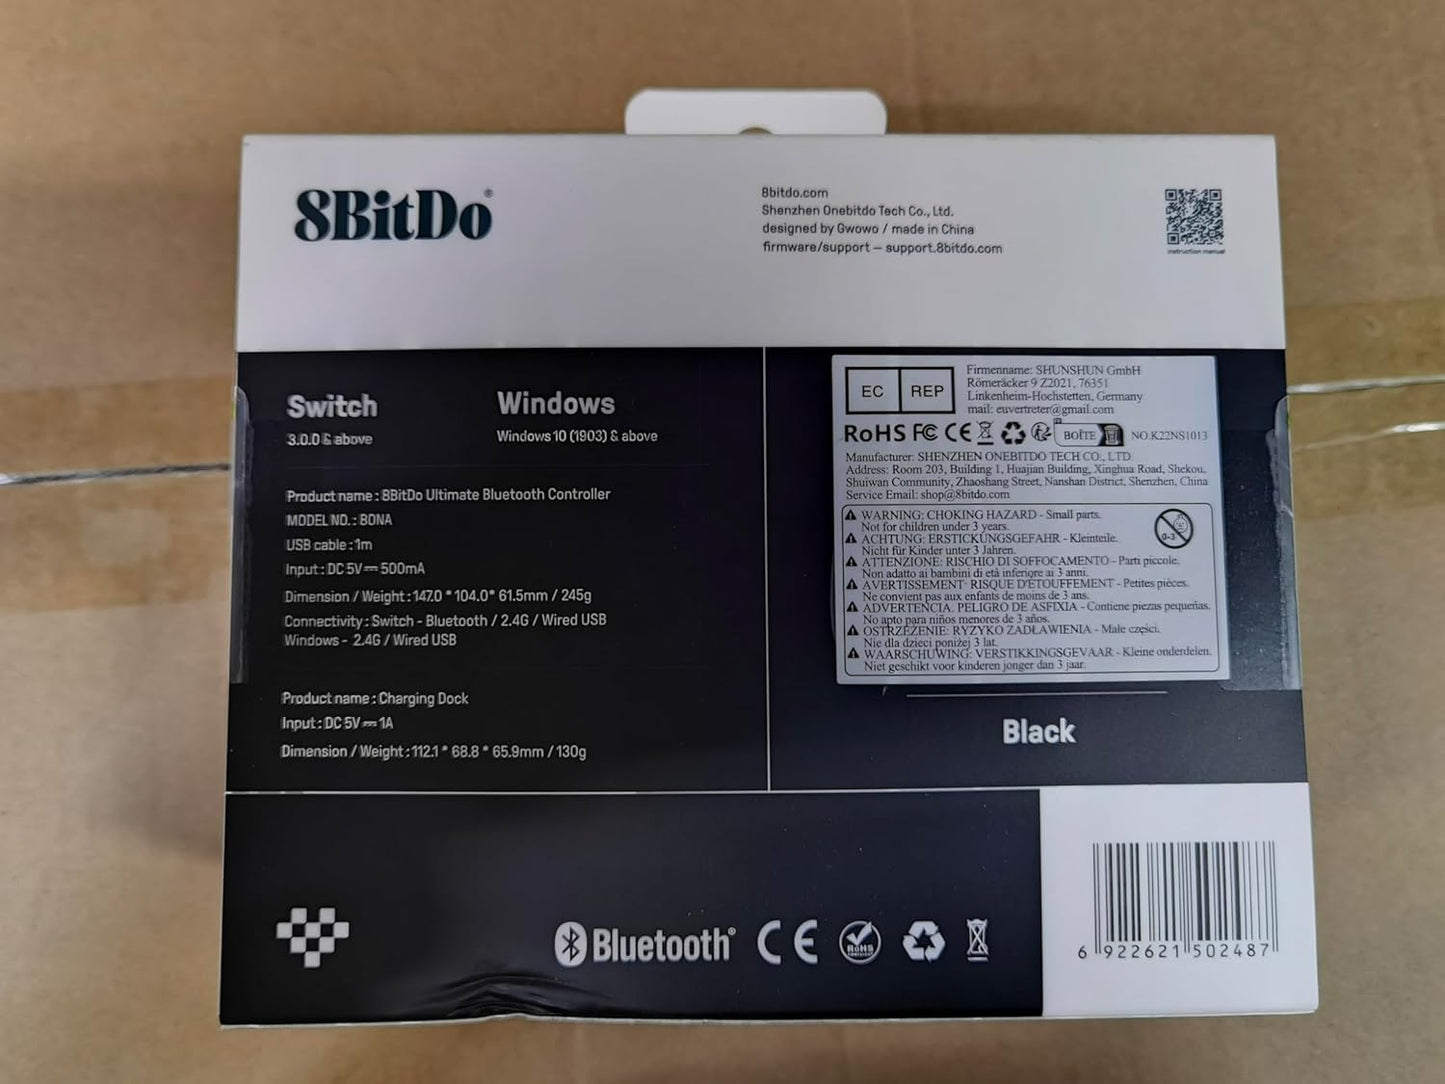 8BitDo®
8bitdo.com
Shenzhen Onebitdo Tech Co., Ltd.
designed by Gwowo / made in China
firmware/support – support.8bitdo.com
instruction manual
Switch
3.0.0 & above
Windows
Windows 10 (1903) & above
Product name : 8BitDo Ultimate Bluetooth Controller
MODEL NO. : 80NA
USB cable : 1m
Input : DC 5V ⎓ 500mA
Dimension / Weight : 147.0 * 104.0 * 61.5mm / 245g
Connectivity : Switch - Bluetooth / 2.4G / Wired USB
Windows - 2.4G / Wired USB
Product name : Charging Dock
Input : DC 5V ⎓ 1A
Dimension / Weight : 112.1 * 68.8 * 65.9mm / 130g
EC REP
Firmenname: SHUNSHUN GmbH
Römeräcker 9 Z2021, 76351
Linkenheim-Hochstetten, Germany
mail: euvertreter@gmail.com
RoHS FC CE BOÎTE NO.K22NS1013
Manufacturer: SHENZHEN ONEBITDO TECH CO., LTD
Address: Room 203, Building 1, Huajian Building, Xinghua Road, Shekou,
Shuiwan Community, Zhaoshang Street, Nanshan District, Shenzhen, China
Service Email: shop@8bitdo.com
WARNING: CHOKING HAZARD - Small parts.
Not for children under 3 years.
ACHTUNG: ERSTICKUNGSGEFAHR - Kleinteile.
Nicht für Kinder unter 3 Jahren.
ATTENZIONE: RISCHIO DI SOFFOCAMENTO - Parti piccole.
Non adatto ai bambini di età inferiore ai 3 anni.
AVERTISSEMENT: RISQUE D'ETOUFFEMENT - Petites pièces.
Ne convient pas aux enfants de moins de 3 ans.
ADVERTENCIA. PELIGRO DE ASFIXIA - Contiene piezas pequeñas.
No apto para niños menores de 3 años.
OSTRZEŻENIE: RYZYKO ZADŁAWIENIA - Małe części.
Nie dla dzieci poniżej 3 lat.
WAARSCHUWING: VERSTIKKINGSGEVAAR - Kleine onderdelen.
Niet geschikt voor kinderen jonger dan 3 jaar.
0-3
Black
Bluetooth®
CE
RoHS
COMPLIANT
6 922621 502487